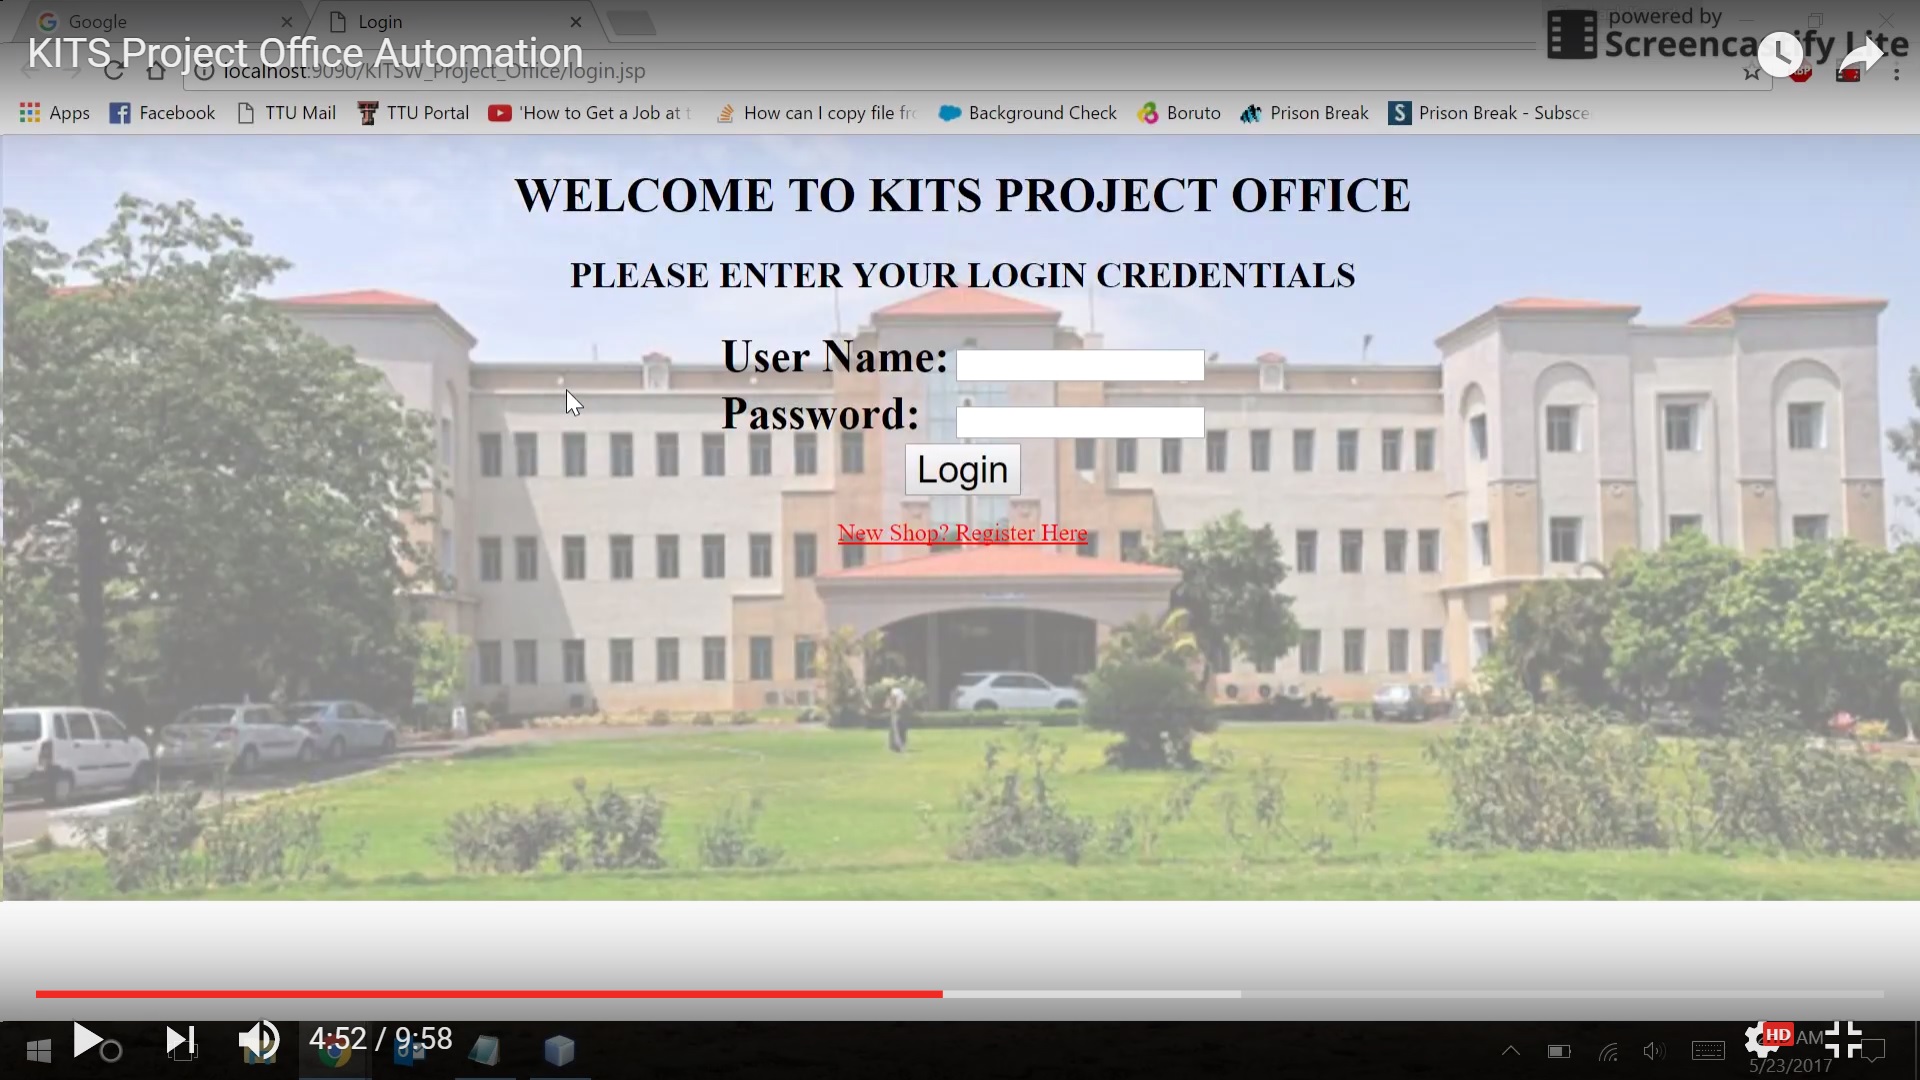 Google
Login
powered by
Screencastify Lite
KITS Project Office Automation
localhost:9090/KITSW_Project_Office/login.jsp
Apps
Facebook
TTU Mail
TTU Portal
'How to Get a Job at t
How can I copy file fr
Background Check
Boruto
Prison Break
S
Prison Break - Subsce
WELCOME TO KITS PROJECT OFFICE
PLEASE ENTER YOUR LOGIN CREDENTIALS
User Name:
Password:
Login
New Shop? Register Here
4:52 / 9:58
HD
AM
5/23/2017